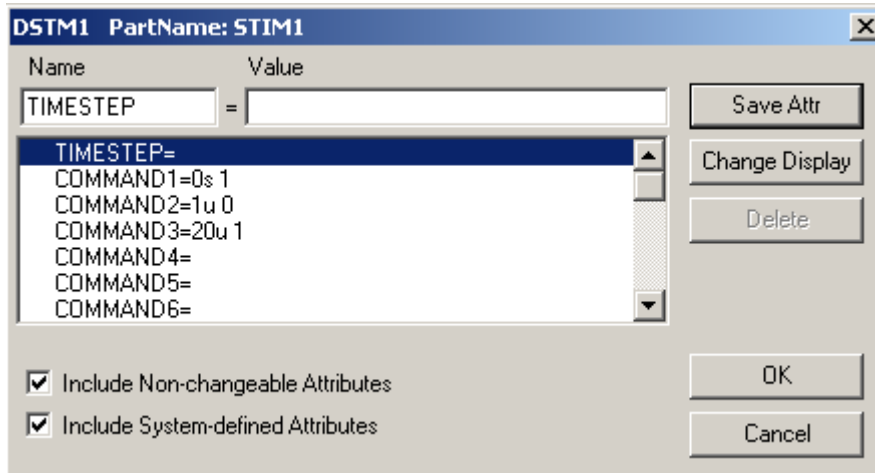 DSTM1 PartName: STIM1
Name Value
TIMESTEP = 
Save Attr
TIMESTEP=
COMMAND1=0s 1
COMMAND2=1u 0
COMMAND3=20u 1
COMMAND4=
COMMAND5=
COMMAND6=
Change Display
Delete
Include Non-changeable Attributes
Include System-defined Attributes
OK
Cancel